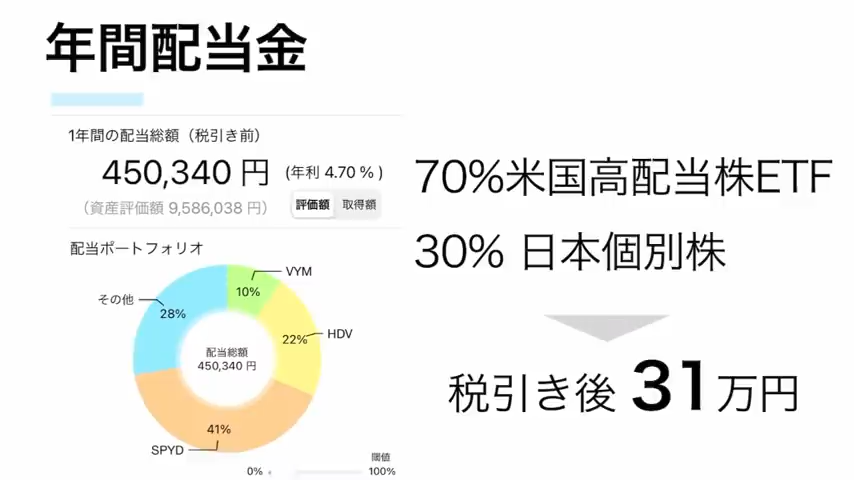 年間配当金
1年間の配当総額（税引き前）
450,340 円 (年利 4.70 % )
（資産評価額 9,586,038 円）
評価額 取得額
配当ポートフォリオ
VYM
10%
その他
28%
HDV
22%
配当総額
450,340 円
41%
SPYD
閾値
0% 100%
70%米国高配当株ETF
30% 日本個別株
税引き後 31万円